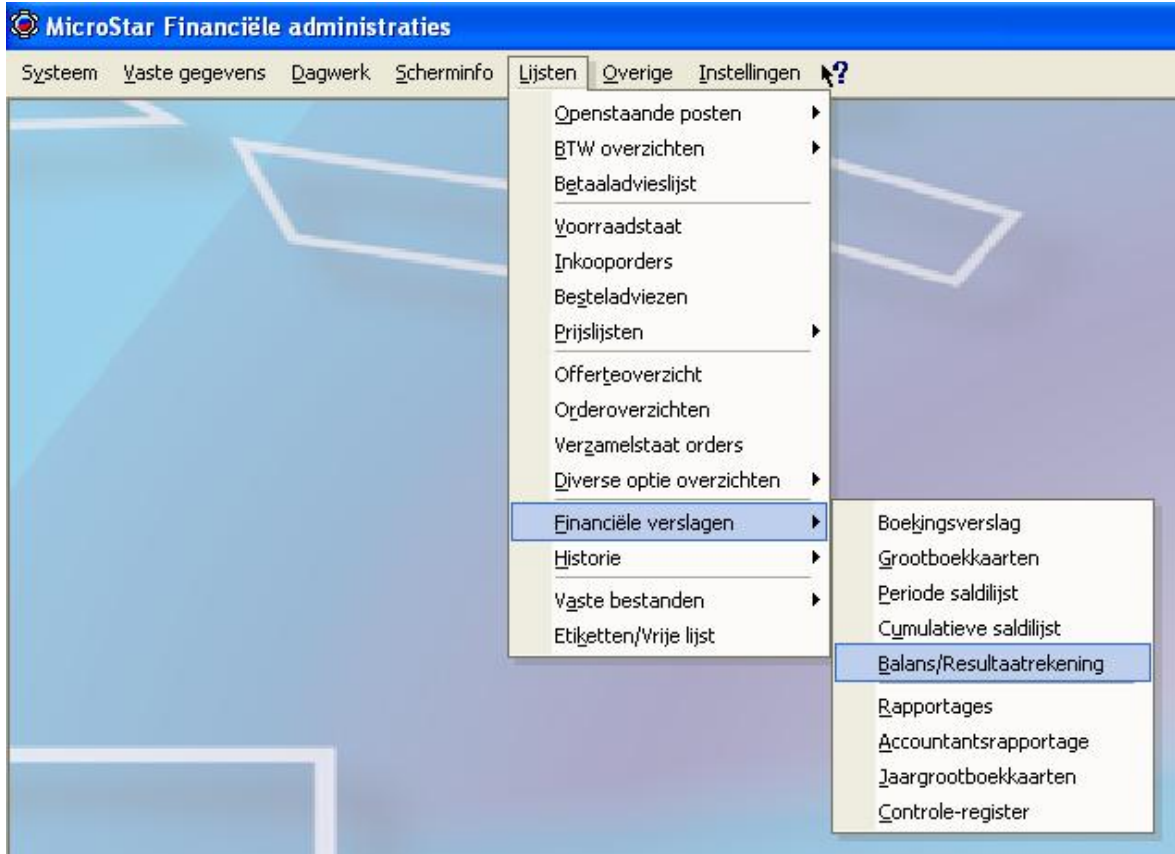 MicroStar Financiële administraties
Systeem Vaste gegevens Dagwerk Scherminfo Lijsten Overige Instellingen ?
Openstaande posten
BTW overzichten
Betaaladvieslijst
Voorraadstaat
Inkooporders
Besteladviezen
Prijslijsten
Offerteoverzicht
Orderoverzichten
Verzamelstaat orders
Diverse optie overzichten
Financiële verslagen
Historie
Vaste bestanden
Etiketten/Vrije lijst
Boekingsverslag
Grootboekkaarten
Periode saldilijst
Cumulatieve saldilijst
Balans/Resultaatrekening
Rapportages
Accountantsrapportage
Jaargrootboekkaarten
Controle-register